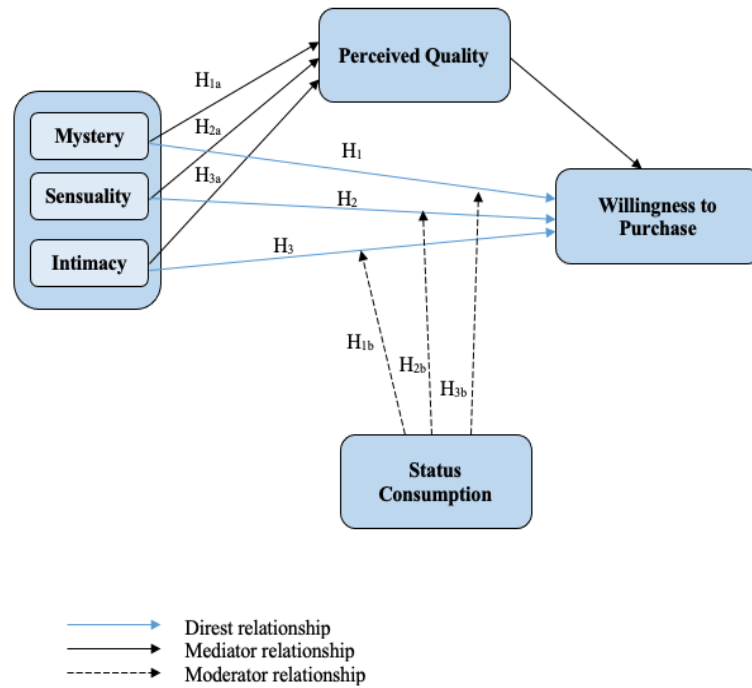 Perceived Quality
H1a
Mystery
H2a
H1
H3a
Sensuality
H2
Willingness to
Purchase
Intimacy
H3
H1b
H2b
H3b
Status
Consumption
Direst relationship
Mediator relationship
Moderator relationship